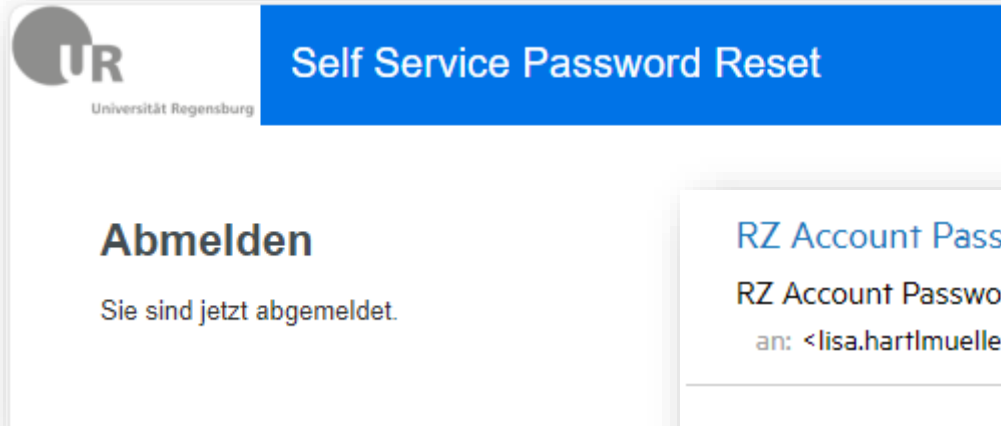 UR
Universität Regensburg
Self Service Password Reset
Abmelden
Sie sind jetzt abgemeldet.
RZ Account Pass
RZ Account Passwo
an: <lisa.hartlmuelle